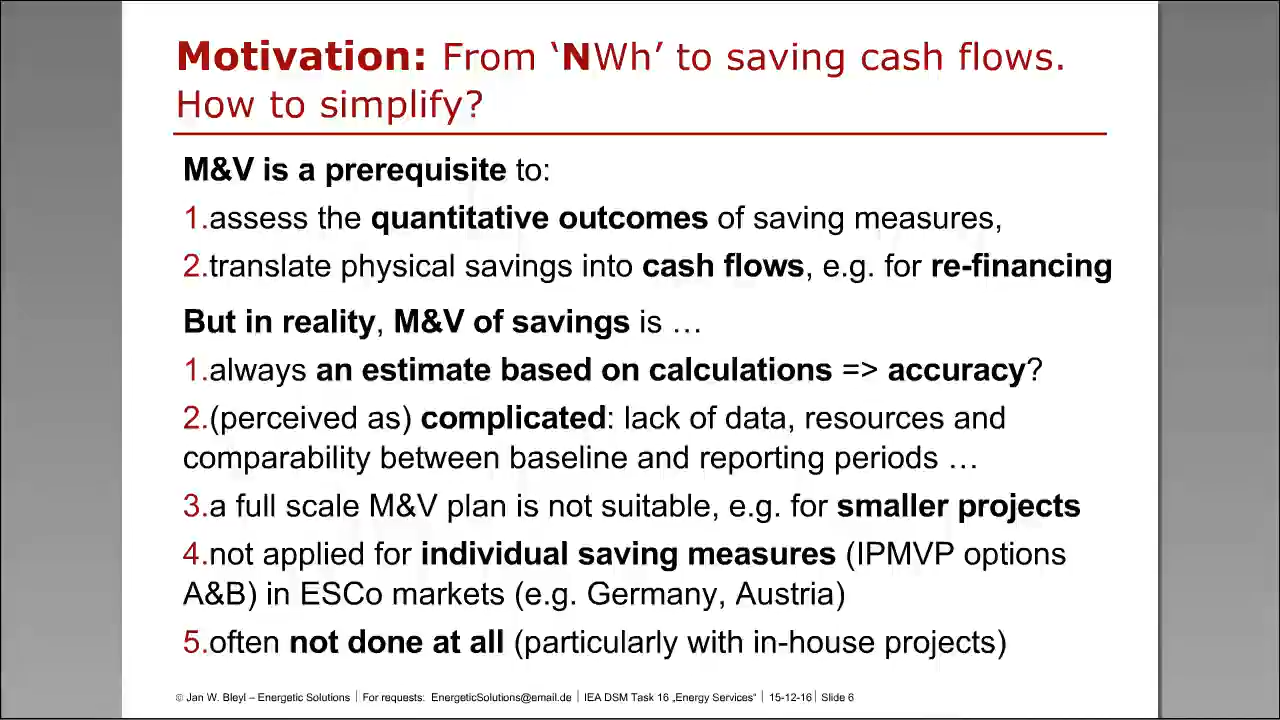 Motivation: From ‘NWh’ to saving cash flows.
How to simplify?
M&V is a prerequisite to:
1.assess the quantitative outcomes of saving measures,
2.translate physical savings into cash flows, e.g. for re-financing
But in reality, M&V of savings is …
1.always an estimate based on calculations => accuracy?
2.(perceived as) complicated: lack of data, resources and
comparability between baseline and reporting periods …
3.a full scale M&V plan is not suitable, e.g. for smaller projects
4.not applied for individual saving measures (IPMVP options
A&B) in ESCo markets (e.g. Germany, Austria)
5.often not done at all (particularly with in-house projects)
© Jan W. Bleyl – Energetic Solutions | For requests: EnergeticSolutions@email.de | IEA DSM Task 16 „Energy Services“ | 15-12-16 | Slide 6